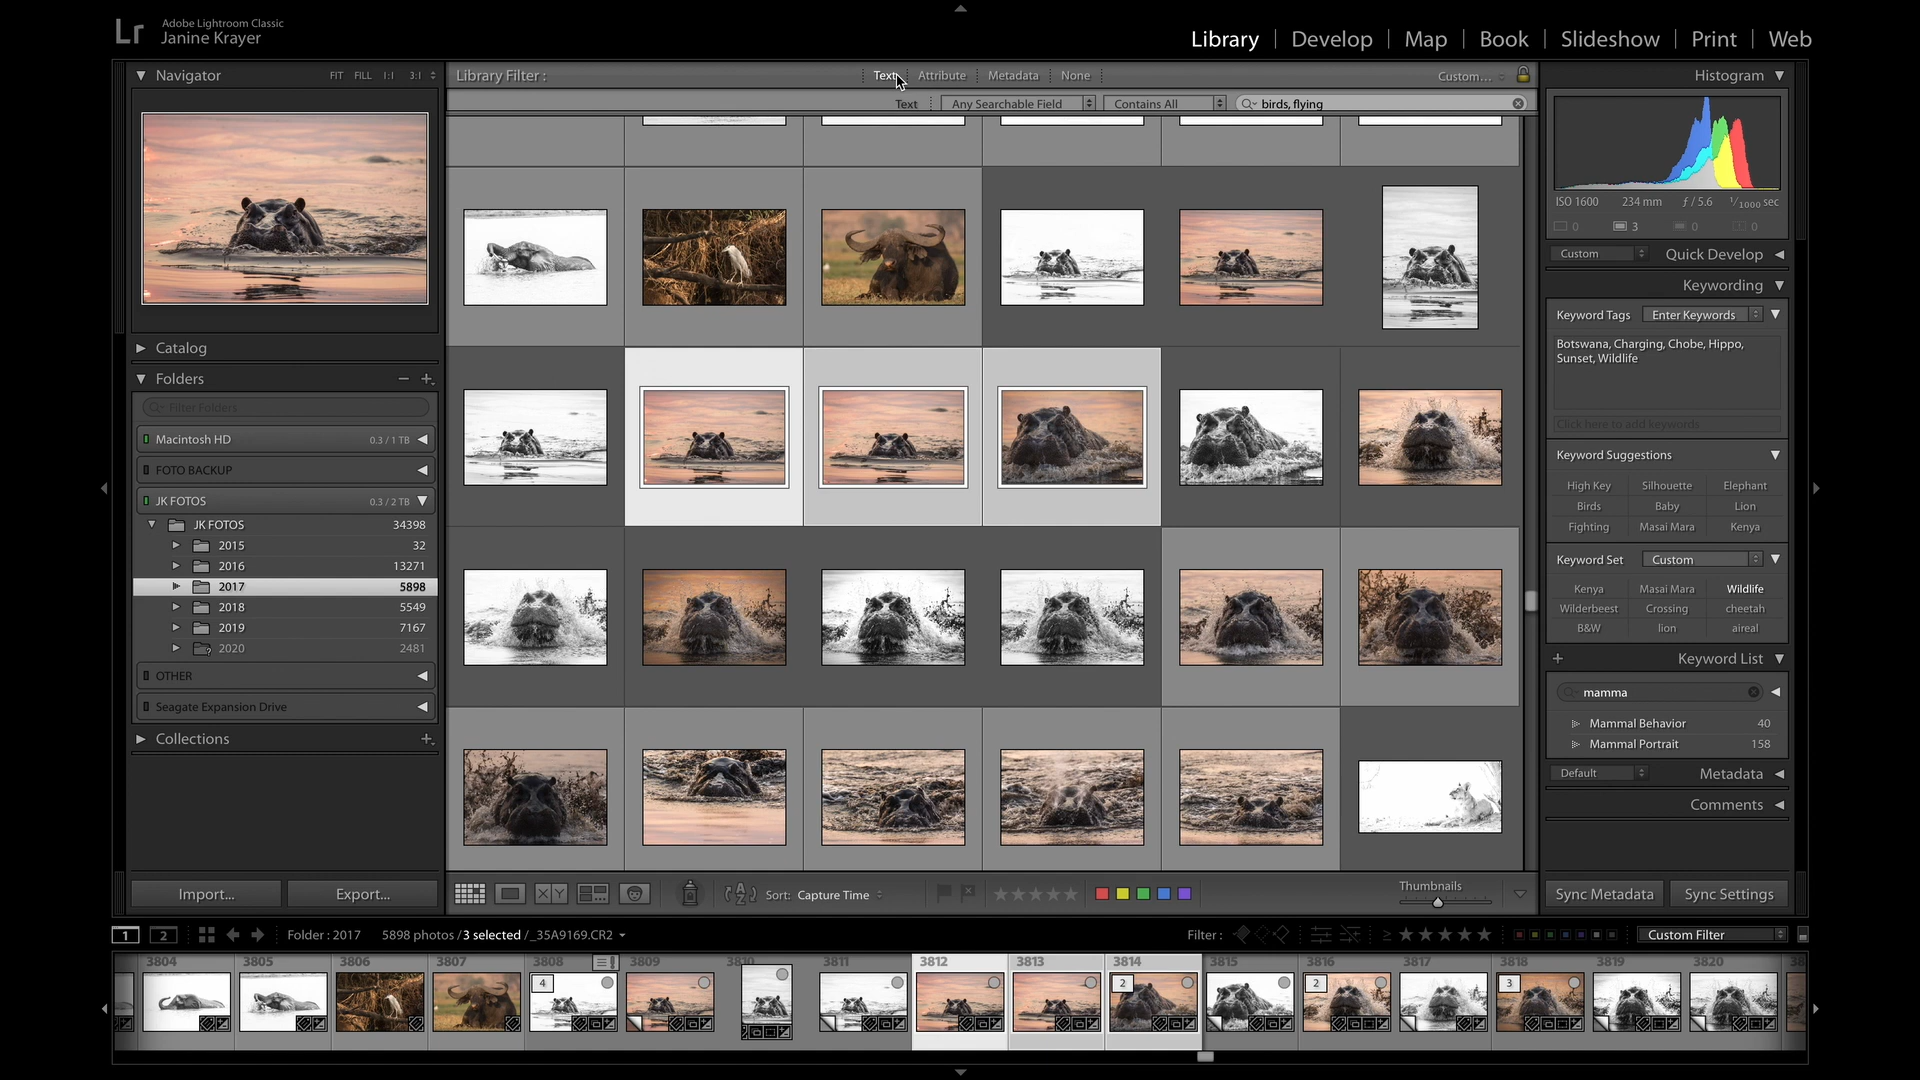 Lr
Adobe Lightroom Classic
Janine Krayer
Library | Develop | Map | Book | Slideshow | Print | Web
Navigator FIT FILL 1:1 3:1
Library Filter : Text Attribute Metadata None Custom...
Text Any Searchable Field Contains All birds, flying
Histogram
ISO 1600 234 mm ƒ / 5.6 1/1000 sec
0 3 0 0
Custom Quick Develop
Keywording
Keyword Tags Enter Keywords
Botswana, Charging, Chobe, Hippo,
Sunset, Wildlife
Click here to add keywords
Keyword Suggestions
High Key Silhouette Elephant
Birds Baby Lion
Fighting Masai Mara Kenya
Keyword Set Custom
Kenya Masai Mara Wildlife
Wilderbeest Crossing cheetah
B&W lion aireal
Keyword List
mamma
Mammal Behavior 40
Mammal Portrait 158
Default Metadata
Comments
Sync Metadata Sync Settings
Catalog
Folders
Filter Folders
Macintosh HD 0.3 / 1 TB
FOTO BACKUP
JK FOTOS 0.3 / 2 TB
JK FOTOS 34398
2015 32
2016 13271
2017 5898
2018 5549
2019 7167
2020 2481
OTHER
Seagate Expansion Drive
Collections
Import... Export...
XY Sort: Capture Time Thumbnails
1 2 Folder : 2017 5898 photos / 3 selected / _35A9169.CR2 Filter : Custom Filter
3804 3805 3806 3807 3808 3809 3810 3811 3812 3813 3814 3815 3816 3817 3818 3819 3820
4 2 2 3